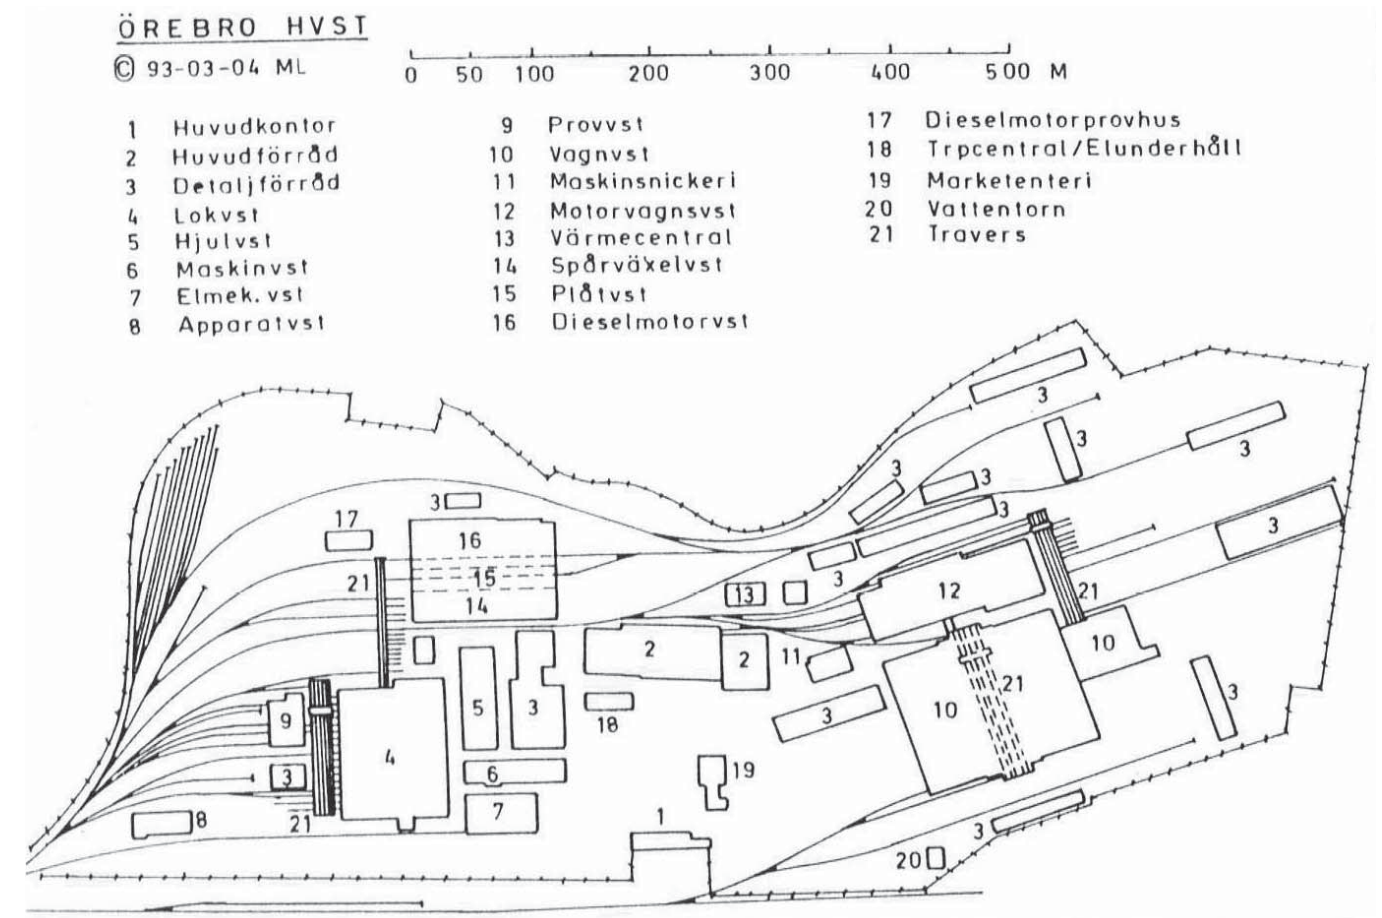 ÖREBRO HVST
© 93-03-04 ML
0 50 100 200 300 400 500 M
1 Huvudkontor
2 Huvudförråd
3 Detaljförråd
4 Lokvst
5 Hjulvst
6 Maskinvst
7 Elmek.vst
8 Apparatvst
9 Provvst
10 Vagnvst
11 Maskinsnickeri
12 Motorvagnsvst
13 Värmecentral
14 Spårväxelvst
15 Plåtvst
16 Dieselmotorvst
17 Dieselmotorprovhus
18 Trpcentral/Elunderhåll
19 Marketenteri
20 Vattentorn
21 Travers
3
3
3
3 3
3
3
3
17
16
3
21
15
13
12
21
14
2
2
11
10
3
21
9
5
3
18
3
10
4
6
19
3
7
8
21
1
3
20